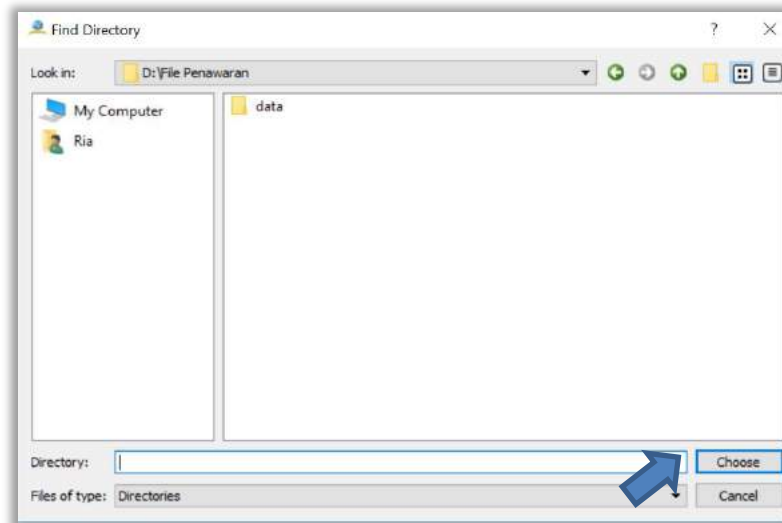 Find Directory
?
Look in: D:\File Penawaran
My Computer
Ria
data
Directory:
Choose
Files of type: Directories
Cancel